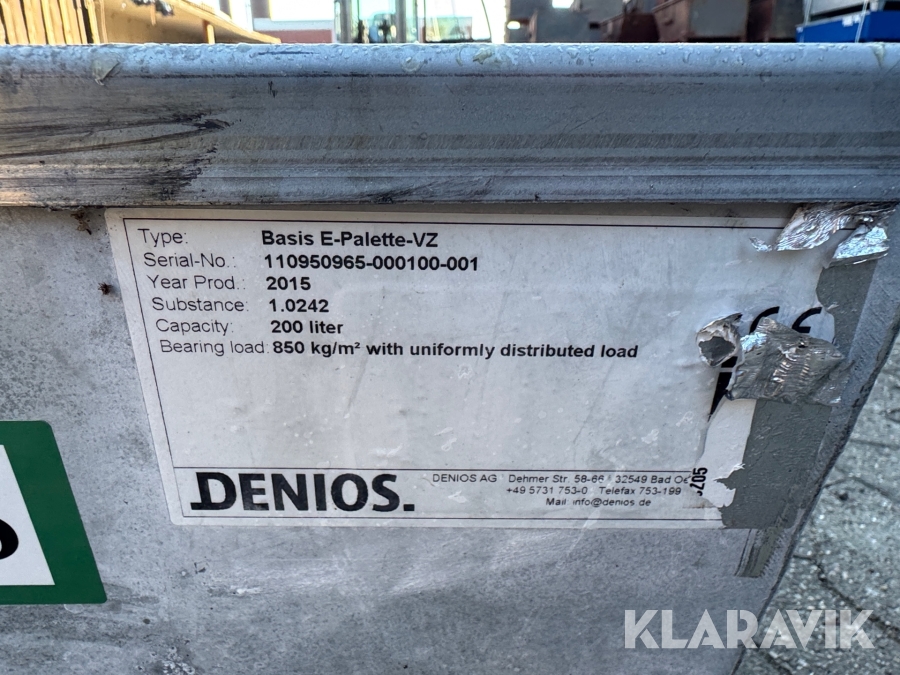 Type: Basis E-Palette-VZ
Serial-No.: 110950965-000100-001
Year Prod.: 2015
Substance: 1.0242
Capacity: 200 liter
Bearing load: 850 kg/m² with uniformly distributed load
DENIOS.
DENIOS AG Dehmer Str. 58-66 32549 Bad Oe
+49 5731 753-0 Telefax 753-199
Mail info@denios.de
KLARAVIK